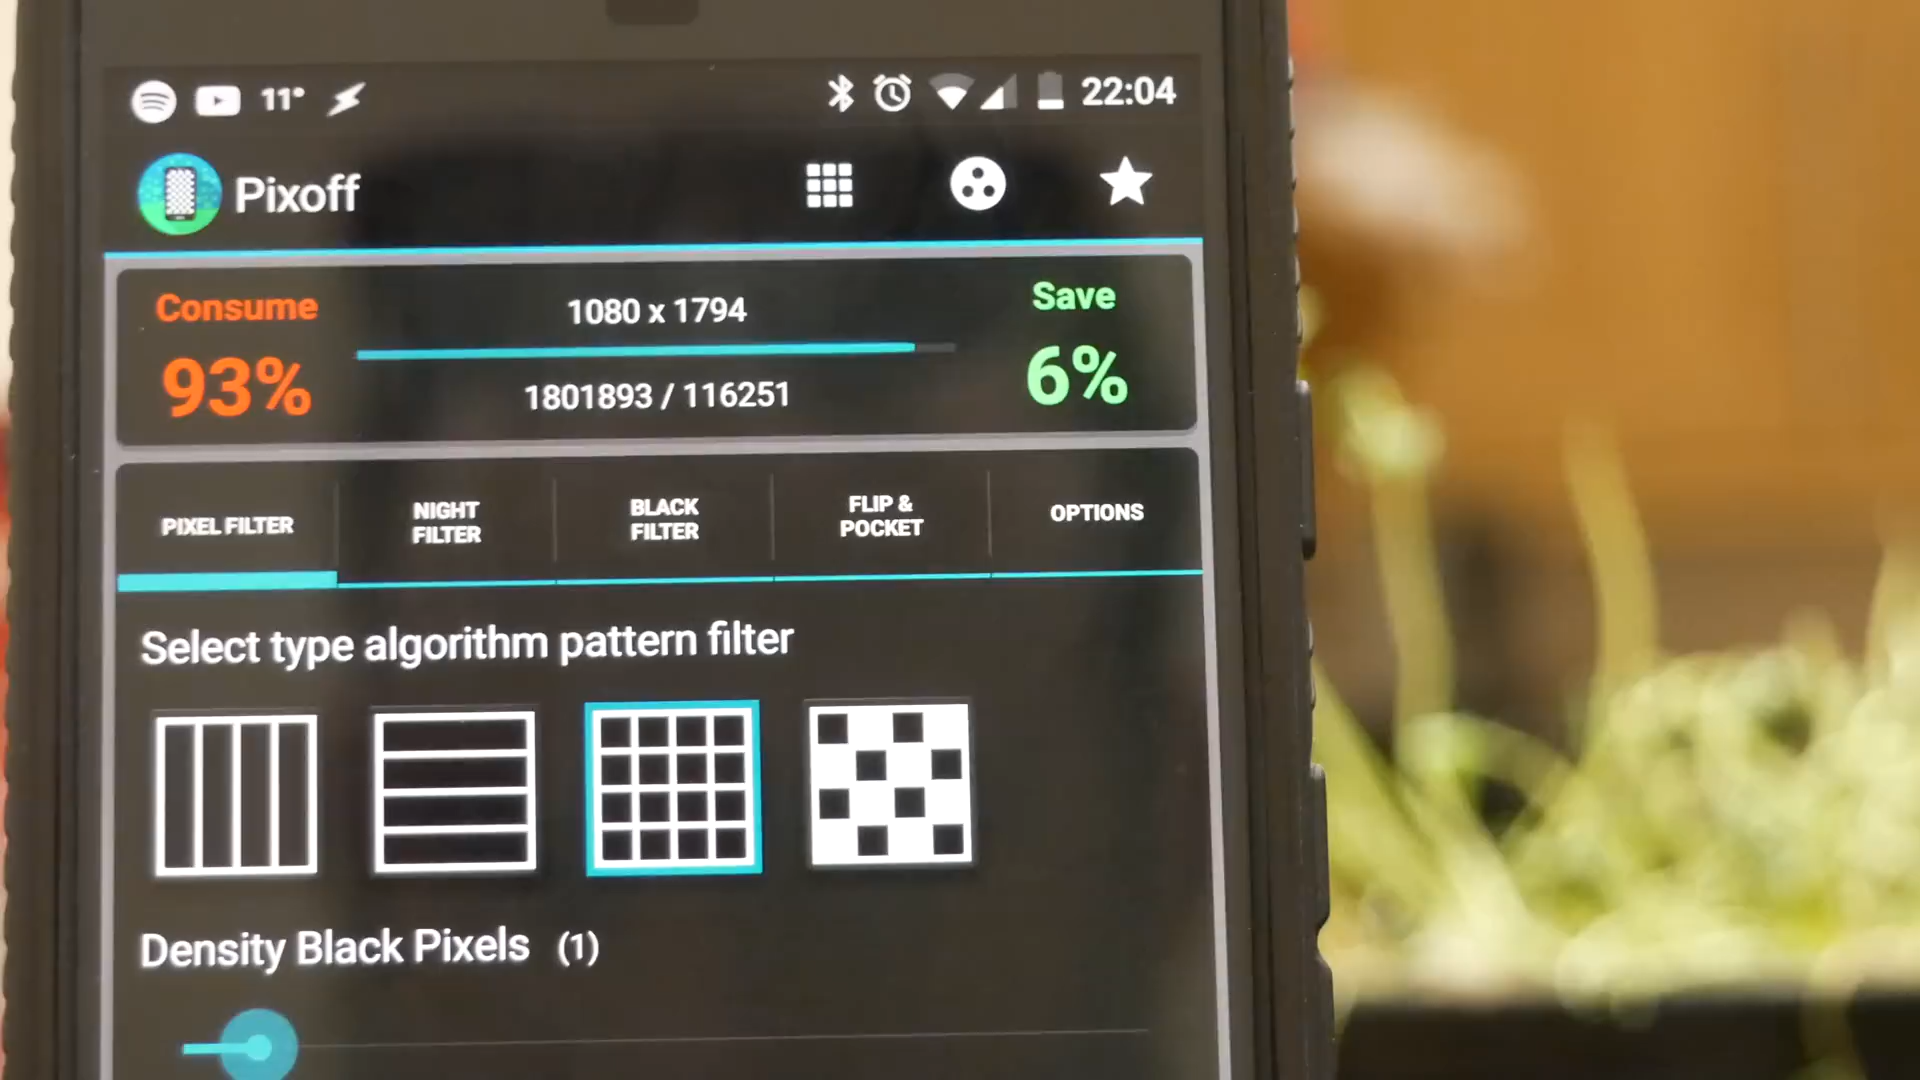 11° 22:04
Pixoff
Consume 1080 x 1794 Save
93% 1801893 / 116251 6%
PIXEL FILTER
NIGHT
FILTER
BLACK
FILTER
FLIP &
POCKET
OPTIONS
Select type algorithm pattern filter
Density Black Pixels (1)